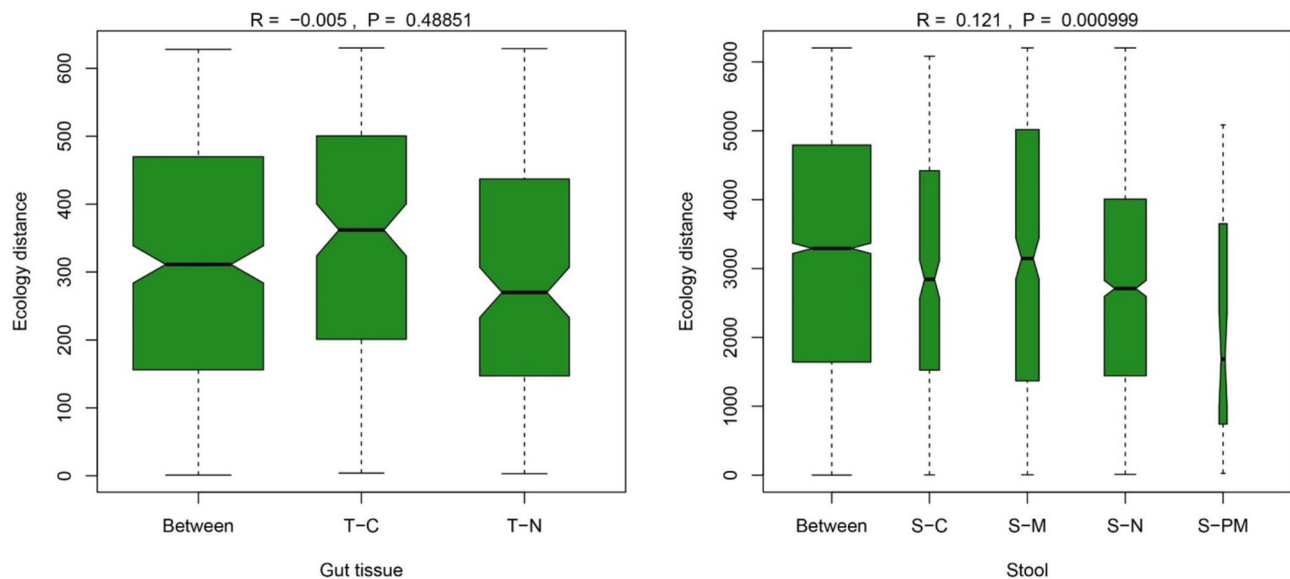 R = −0.005 , P = 0.48851
Ecology distance
600
500
400
300
200
100
0
Between T−C T−N
Gut tissue
R = 0.121 , P = 0.000999
Ecology distance
6000
5000
4000
3000
2000
1000
0
Between S−C S−M S−N S−PM
Stool